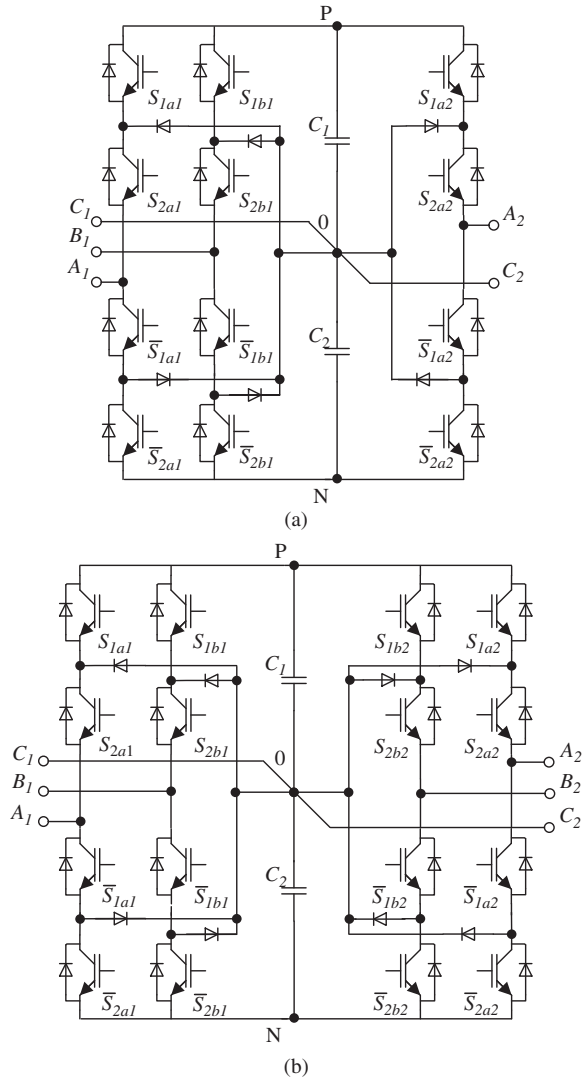 P
S1a1 S1b1 S1a2
C1
S2a1 S2b1 S2a2
C1 0
B1 A2
A1 C2
S̅1a1 S̅1b1 C2 S̅1a2
S̅2a1 S̅2b1 S̅2a2
N
(a)
P
S1a1 S1b1 S1b2 S1a2
C1
S2a1 S2b1 S2b2 S2a2
C1 0 A2
B1 B2
A1 C2
C2
S̅1a1 S̅1b1 S̅1b2 S̅1a2
S̅2a1 S̅2b1 S̅2b2 S̅2a2
N
(b)